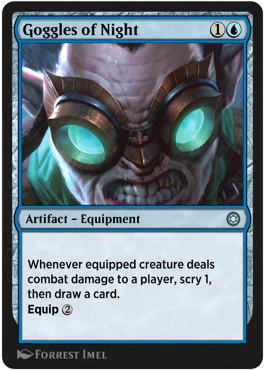 Goggles of Night 1
Artifact – Equipment
Whenever equipped creature deals
combat damage to a player, scry 1,
then draw a card.
Equip 2
Forrest Imel